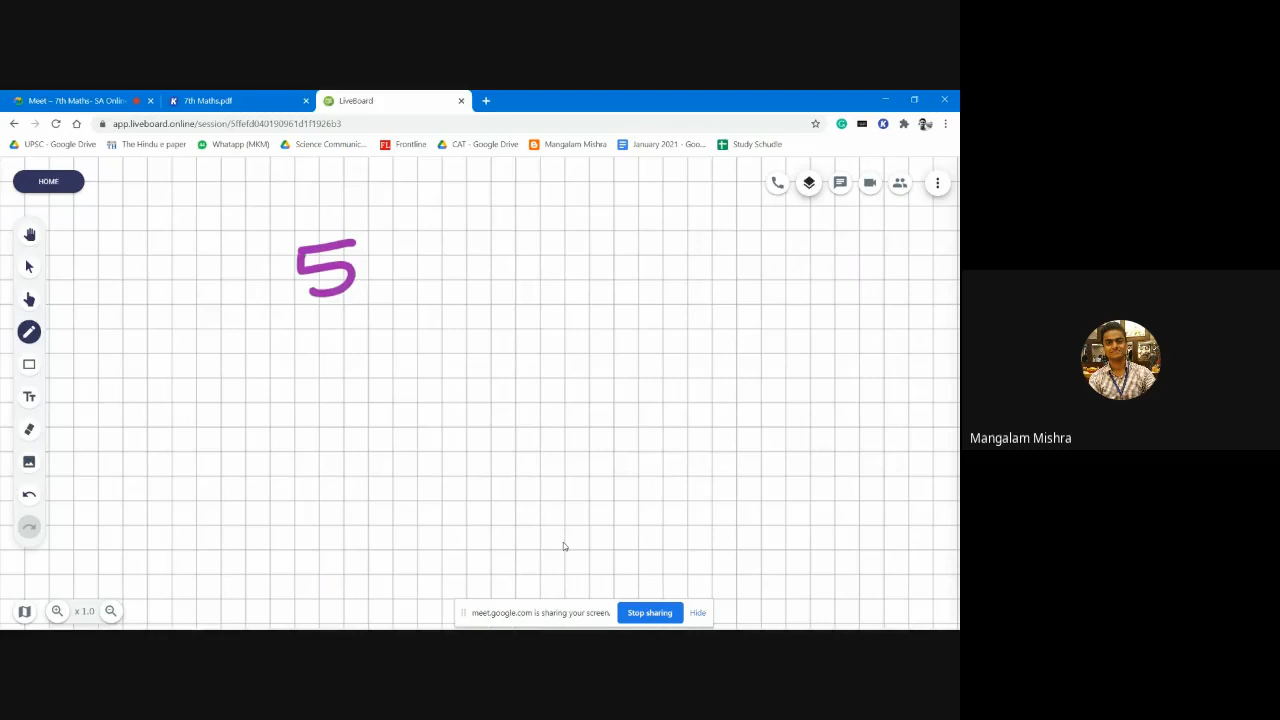 Meet – 7th Maths- SA Onlin
7th Maths.pdf
LiveBoard
app.liveboard.online/session/5ffefd040190961d1f1926b3
UPSC - Google Drive
The Hindu e paper
Whatapp (MKM)
Science Communic...
FL Frontline
CAT - Google Drive
Mangalam Mishra
January 2021 - Goo...
Study Schudle
HOME
5
Tт
x 1.0
meet.google.com is sharing your screen.
Stop sharing
Hide
Mangalam Mishra